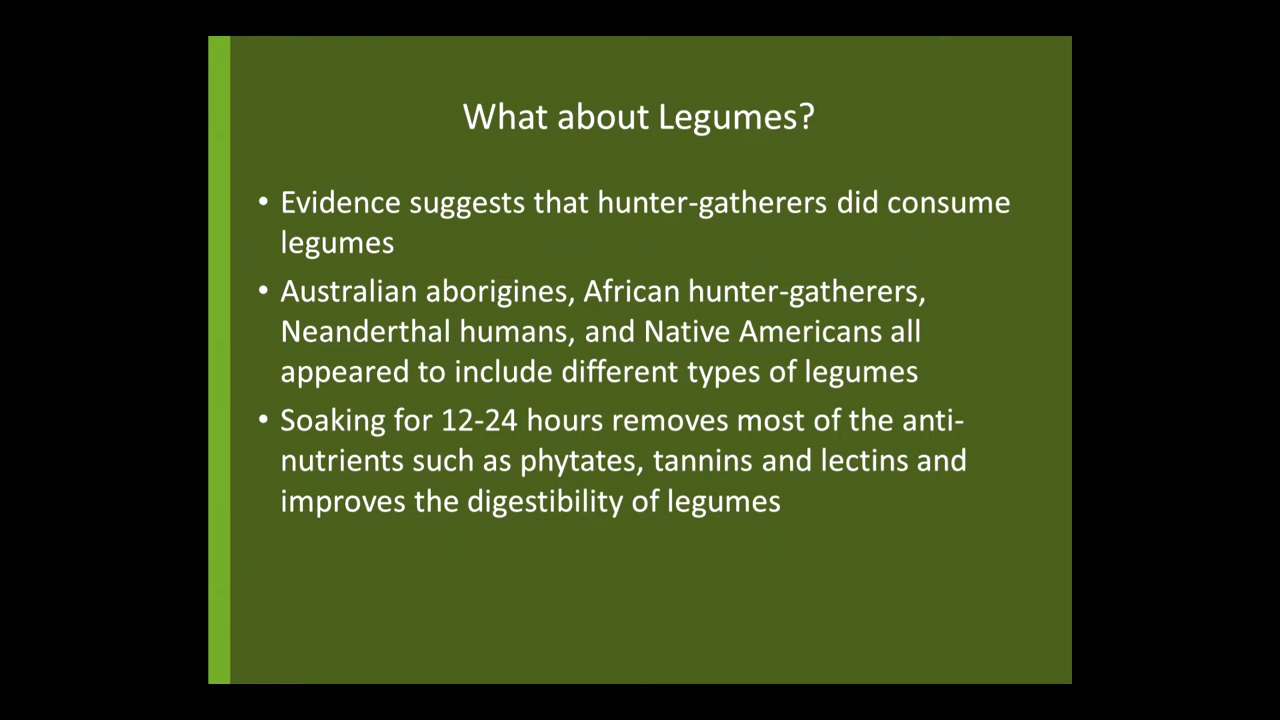 What about Legumes?
• Evidence suggests that hunter-gatherers did consume
legumes
• Australian aborigines, African hunter-gatherers,
Neanderthal humans, and Native Americans all
appeared to include different types of legumes
• Soaking for 12-24 hours removes most of the anti-
nutrients such as phytates, tannins and lectins and
improves the digestibility of legumes